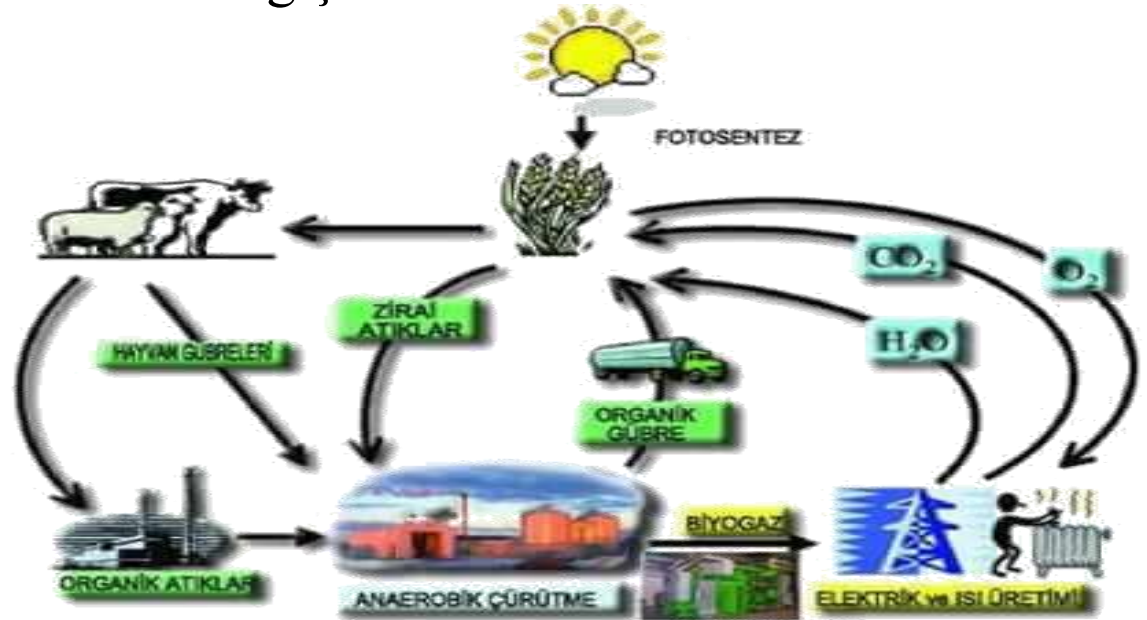 FOTOSENTEZ
CO₂
O₂
ZİRAİ
ATIKLAR
H₂O
HAYVAN GÜBRELERİ
ORGANİK
GÜBRE
BİYOGAZ
ORGANİK ATIKLAR
ANAEROBİK ÇÜRÜTME
ELEKTRİK ve ISI ÜRETİMİ